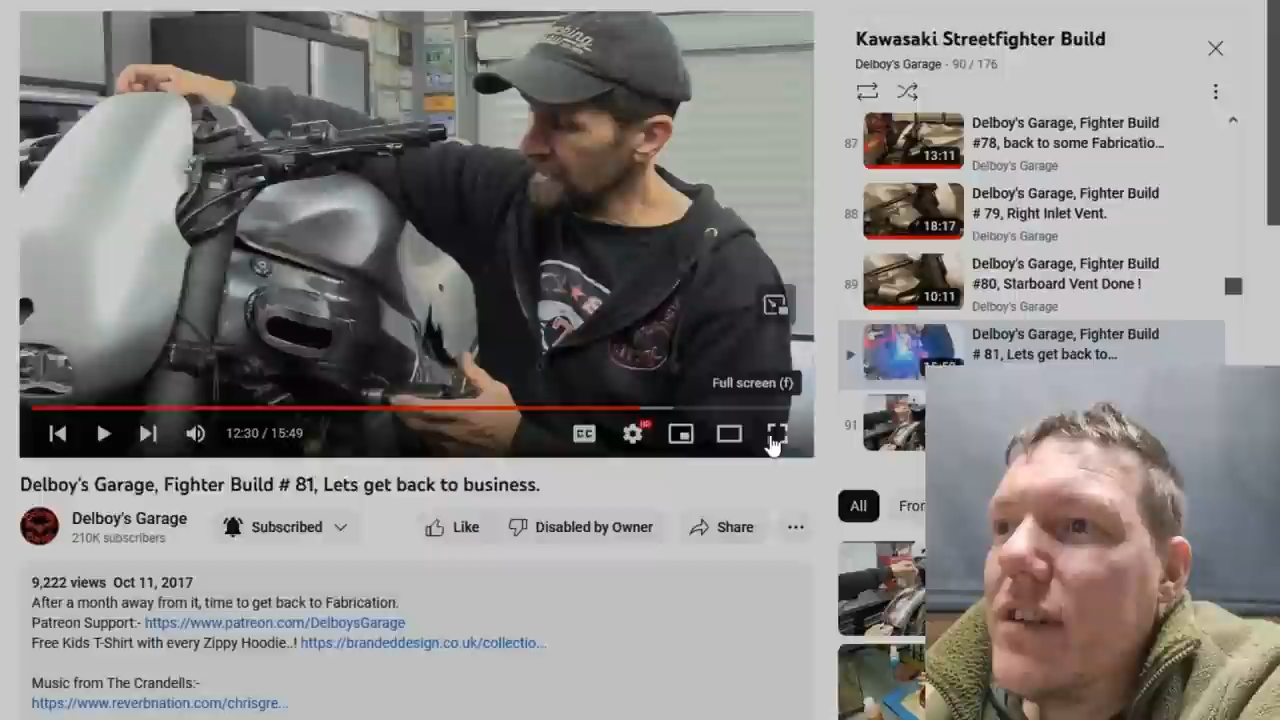 Full screen (f)
CC
HD
12:30 / 15:49
Delboy's Garage, Fighter Build # 81, Lets get back to business.
Delboy's Garage
210K subscribers
Subscribed
Like
Disabled by Owner
Share
9,222 views Oct 11, 2017
After a month away from it, time to get back to Fabrication.
Patreon Support:- https://www.patreon.com/DelboysGarage
Free Kids T-Shirt with every Zippy Hoodie..! https://brandeddesign.co.uk/collectio...
Music from The Crandells:-
https://www.reverbnation.com/chrisgre...
Kawasaki Streetfighter Build
Delboy's Garage - 90 / 176
87
13:11
Delboy's Garage, Fighter Build
#78, back to some Fabricatio...
Delboy's Garage
88
18:17
Delboy's Garage, Fighter Build
# 79, Right Inlet Vent.
Delboy's Garage
89
10:11
Delboy's Garage, Fighter Build
#80, Starboard Vent Done !
Delboy's Garage
Delboy's Garage, Fighter Build
# 81, Lets get back to...
91
All
Fror